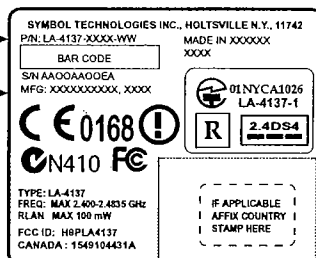 SYMBOL TECHNOLOGIES INC., HOLTSVILLE N.Y., 11742
P/N: LA-4137-XXXX-WW
MADE IN XXXXXX
XXXX
BAR CODE
S/N AAOOAAOOEA
MFG: XXXXXXXXXX, XXXX
01NYCA1026
LA-4137-1
R
2.4DS4
CE0168
N410 FC
TYPE: LA-4137
FREQ: MAX 2.400-2.4835 GHz
RLAN MAX 100 mW
FCC ID: H9PLA4137
CANADA: 1549104431A
IF APPLICABLE
AFFIX COUNTRY
STAMP HERE